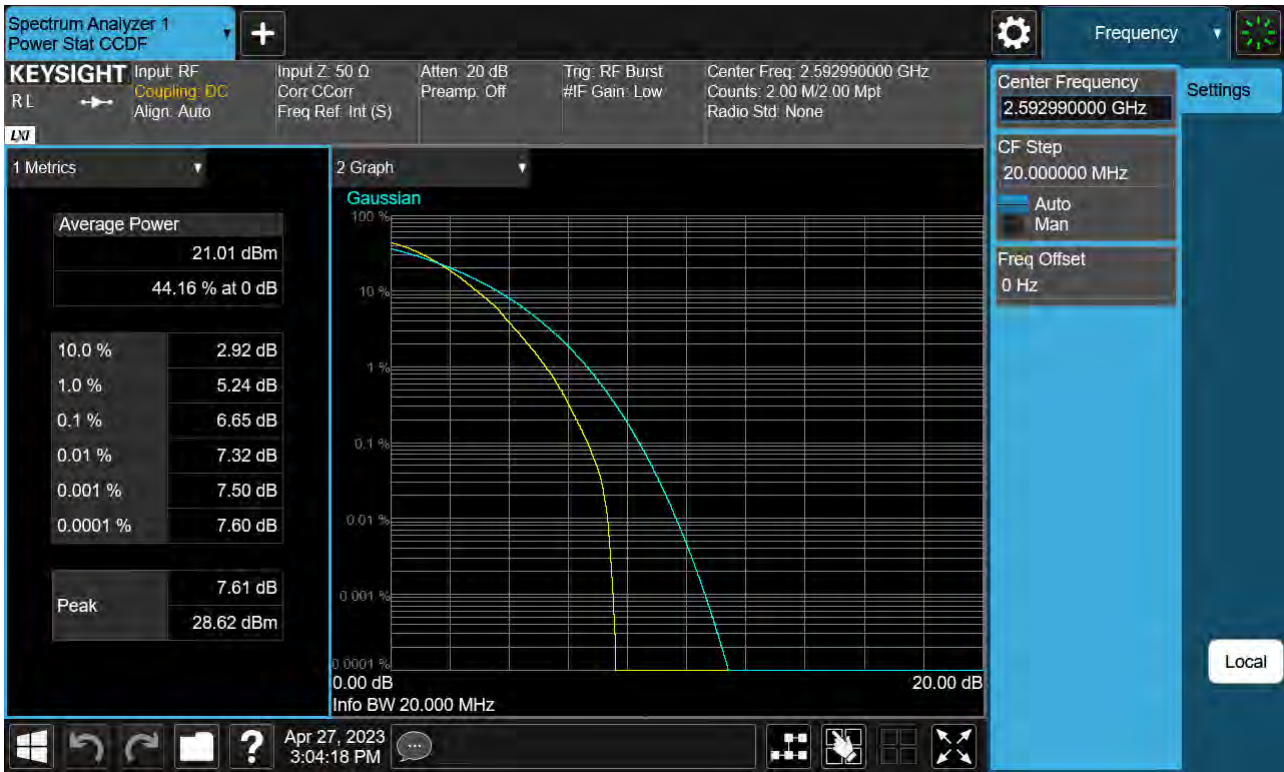 Spectrum Analyzer 1
Power Stat CCDF
Frequency
KEYSIGHT
RL
LXI
Input: RF
Coupling: DC
Align: Auto
Input Z: 50 Ω
Corr CCorr
Freq Ref: Int (S)
Atten: 20 dB
Preamp: Off
Trig: RF Burst
#IF Gain: Low
Center Freq: 2.592990000 GHz
Counts: 2.00 M/2.00 Mpt
Radio Std: None
Center Frequency
2.592990000 GHz
Settings
CF Step
20.000000 MHz
Auto
Man
Freq Offset
0 Hz
1 Metrics
Average Power
21.01 dBm
44.16 % at 0 dB
10.0 % 2.92 dB
1.0 % 5.24 dB
0.1 % 6.65 dB
0.01 % 7.32 dB
0.001 % 7.50 dB
0.0001 % 7.60 dB
Peak
7.61 dB
28.62 dBm
2 Graph
Gaussian
100 %
10 %
1 %
0.1 %
0.01 %
0.001 %
0.0001 %
0.00 dB 20.00 dB
Info BW 20.000 MHz
Local
?
Apr 27, 2023
3:04:18 PM